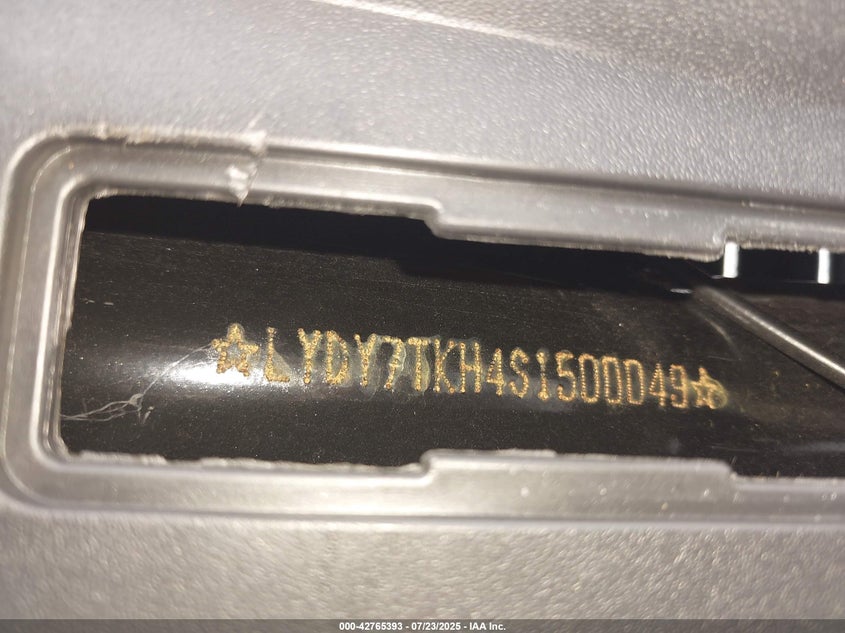 ☆LYDY7TKH4S1500049☆
000-42765393 - 07/23/2025 - IAA Inc.